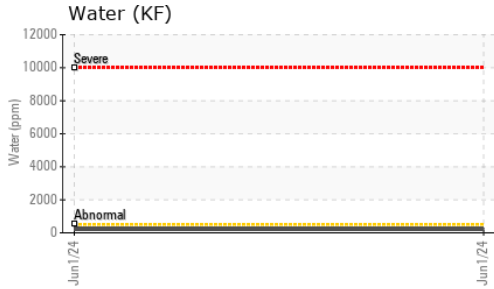 Water (KF)
12000
Severe
10000
8000
6000
4000
2000
Abnormal
0
Water (ppm)
Jun1/24
Jun1/24